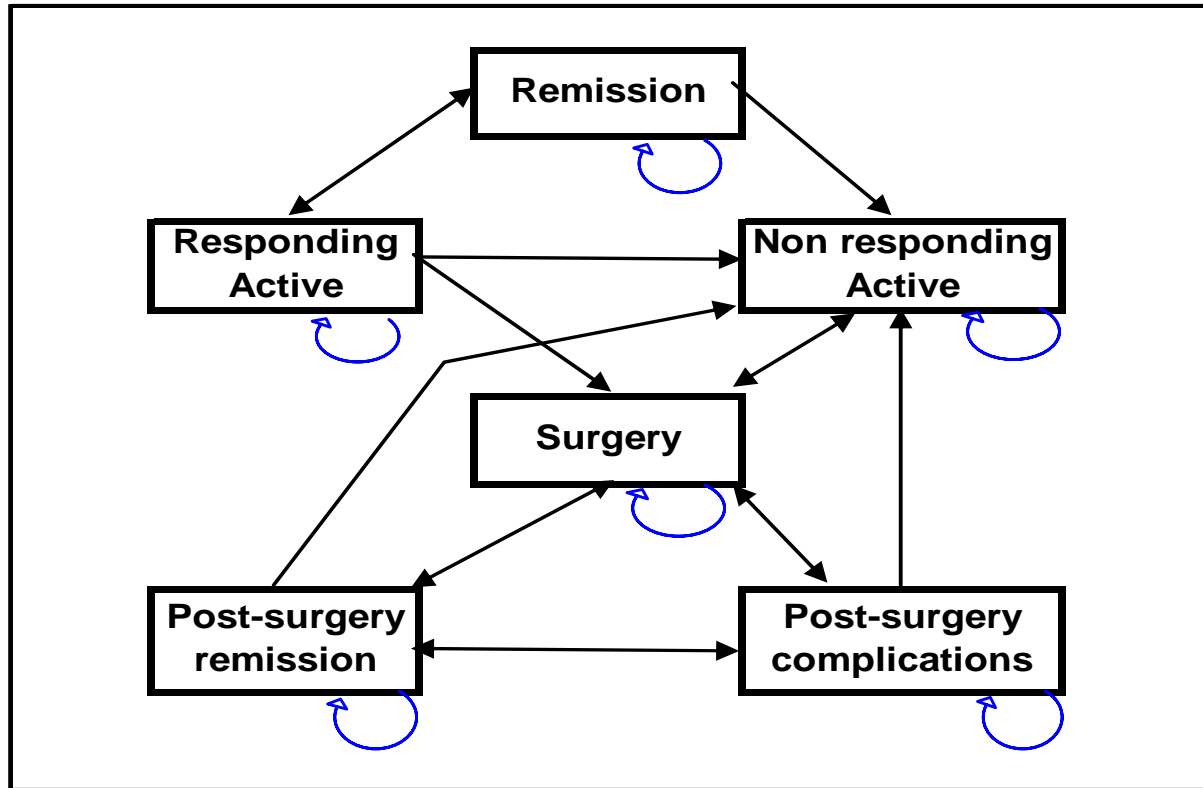 Remission
Responding
Active
Non responding
Active
Surgery
Post-surgery
remission
Post-surgery
complications